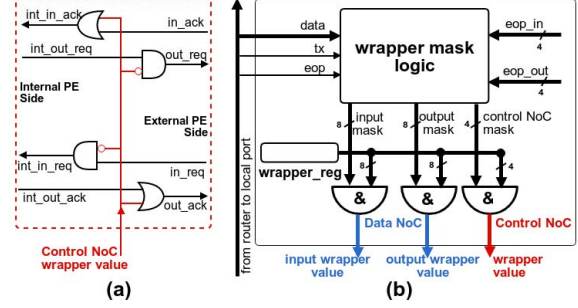 int_in_ack
in_ack
int_out_req
out_req
Internal PE
Side
External PE
Side
int_in_req
in_req
int_out_ack
out_ack
Control NoC
wrapper value
(a)
from router to local port
data
tx
eop
wrapper mask
logic
eop_in
4
eop_out
4
8
input
mask
8
output
mask
4
control NoC
mask
wrapper_reg
8
8
4
&
&
&
Data NoC
Control NoC
input wrapper
value
output wrapper
value
wrapper
value
(b)